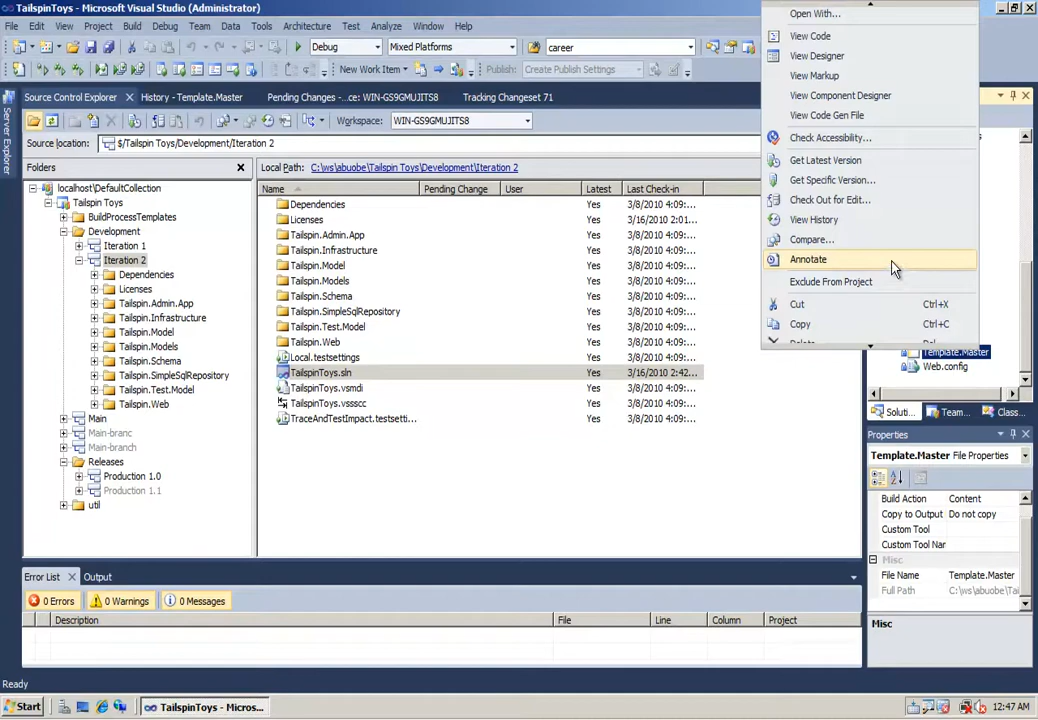 TailspinToys - Microsoft Visual Studio (Administrator)
File Edit View Project Build Debug Team Data Tools Architecture Test Analyze Window Help
Debug Mixed Platforms career
New Work Item Publish: Create Publish Settings
Server Explorer
Source Control Explorer History - Template.Master Pending Changes - ...ce: WIN-GS9GMUJITS8 Tracking Changeset 71
Workspace: WIN-GS9GMUJITS8
Source location: $/Tailspin Toys/Development/Iteration 2
Folders
localhost\DefaultCollection
Tailspin Toys
BuildProcessTemplates
Development
Iteration 1
Iteration 2
Dependencies
Licenses
Tailspin.Admin.App
Tailspin.Infrastructure
Tailspin.Model
Tailspin.Models
Tailspin.Schema
Tailspin.SimpleSqlRepository
Tailspin.Test.Model
Tailspin.Web
Main
Main-branc
Main-branch
Releases
Production 1.0
Production 1.1
util
Local Path: C:\ws\abuobe\Tailspin Toys\Development\Iteration 2
Name Pending Change User Latest Last Check-in
Dependencies Yes 3/8/2010 4:09:...
Licenses Yes 3/16/2010 2:01...
Tailspin.Admin.App Yes 3/8/2010 4:09:...
Tailspin.Infrastructure Yes 3/8/2010 4:09:...
Tailspin.Model Yes 3/8/2010 4:09:...
Tailspin.Models Yes 3/8/2010 4:09:...
Tailspin.Schema Yes 3/8/2010 4:09:...
Tailspin.SimpleSqlRepository Yes 3/8/2010 4:09:...
Tailspin.Test.Model Yes 3/8/2010 4:09:...
Tailspin.Web Yes 3/8/2010 4:09:...
Local.testsettings Yes 3/8/2010 4:09:...
TailspinToys.sln Yes 3/16/2010 2:42...
TailspinToys.vsmdi Yes 3/8/2010 4:09:...
TailspinToys.vssscc Yes 3/8/2010 4:09:...
TraceAndTestImpact.testsetti... Yes 3/8/2010 4:09:...
Open With...
View Code
View Designer
View Markup
View Component Designer
View Code Gen File
Check Accessibility...
Get Latest Version
Get Specific Version...
Check Out for Edit...
View History
Compare...
Annotate
Exclude From Project
Cut Ctrl+X
Copy Ctrl+C
Template.Master
Web.config
Soluti... Team... Class...
Properties
Template.Master File Properties
Build Action Content
Copy to Output Do not copy
Custom Tool
Custom Tool Nar
Misc
File Name Template.Master
Full Path C:\ws\abuobe\Tai
Misc
Error List Output
0 Errors 0 Warnings 0 Messages
Description File Line Column Project
Ready
Start TailspinToys - Micros... 12:47 AM